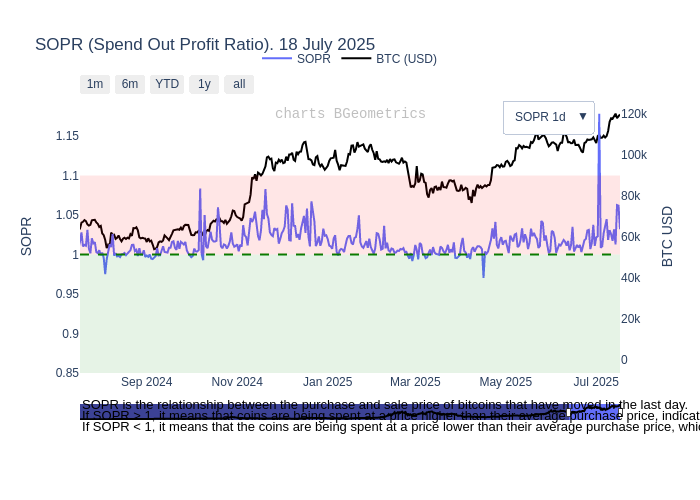 SOPR (Spend Out Profit Ratio). 18 July 2025
SOPR BTC (USD)
1m 6m YTD 1y all
charts BGeometrics
SOPR 1d ▼
120k
1.15
100k
1.1
80k
1.05
60k
1
40k
0.95
20k
0.9
0
0.85
SOPR
BTC USD
Sep 2024 Nov 2024 Jan 2025 Mar 2025 May 2025 Jul 2025
SOPR is the relationship between the purchase and sale price of bitcoins that have moved in the last day.
If SOPR > 1, it means that coins are being spent at a price higher than their average purchase price, indicat
If SOPR < 1, it means that the coins are being spent at a price lower than their average purchase price, whi